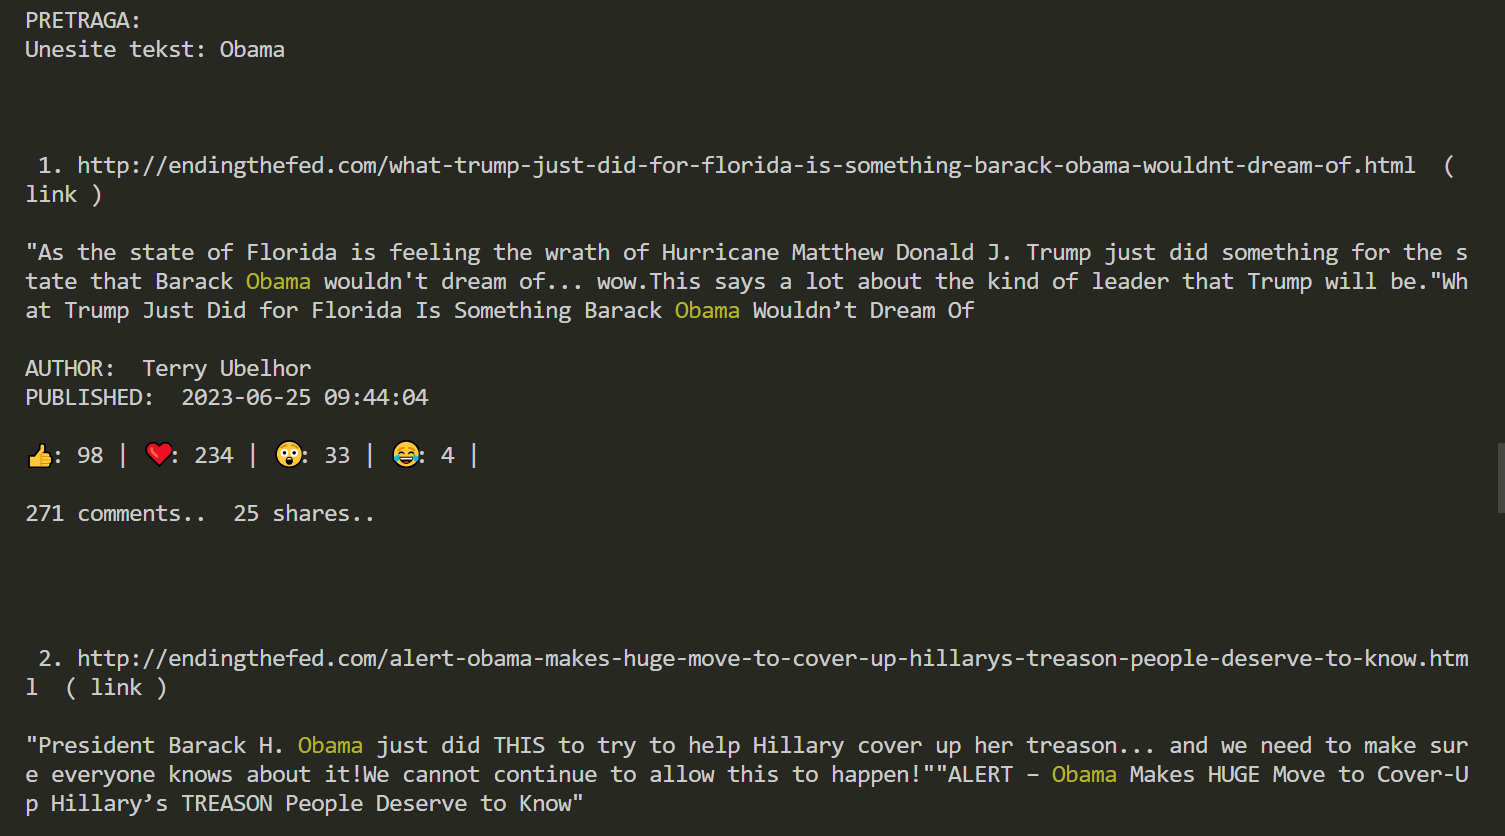 PRETRAGA:
Unesite tekst: Obama
1. http://endingthefed.com/what-trump-just-did-for-florida-is-something-barack-obama-wouldnt-dream-of.html  (
link )
"As the state of Florida is feeling the wrath of Hurricane Matthew Donald J. Trump just did something for the s
tate that Barack Obama wouldn't dream of... wow.This says a lot about the kind of leader that Trump will be."Wh
at Trump Just Did for Florida Is Something Barack Obama Wouldn’t Dream Of
AUTHOR:  Terry Ubelhor
PUBLISHED:  2023-06-25 09:44:04
👍: 98 | ❤️: 234 | 😲: 33 | 😂: 4 |
271 comments..  25 shares..
2. http://endingthefed.com/alert-obama-makes-huge-move-to-cover-up-hillarys-treason-people-deserve-to-know.htm
l  ( link )
"President Barack H. Obama just did THIS to try to help Hillary cover up her treason... and we need to make sur
e everyone knows about it!We cannot continue to allow this to happen!""ALERT – Obama Makes HUGE Move to Cover-U
p Hillary’s TREASON People Deserve to Know"